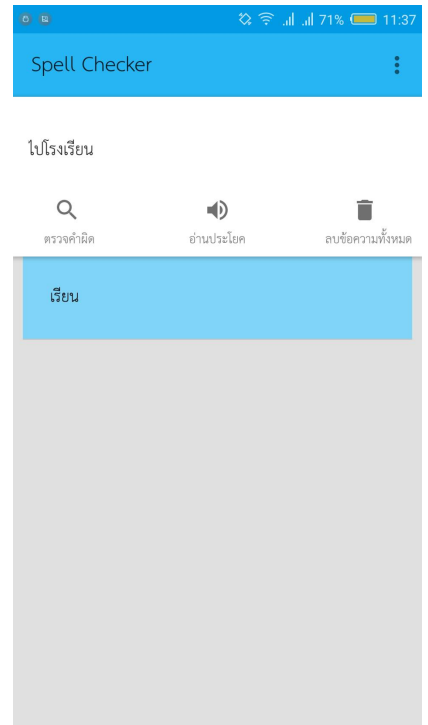 71% 11:37
Spell Checker
ไปโรงเรียน
ตรวจคำผิด อ่านประโยค ลบข้อความทั้งหมด
เรียน